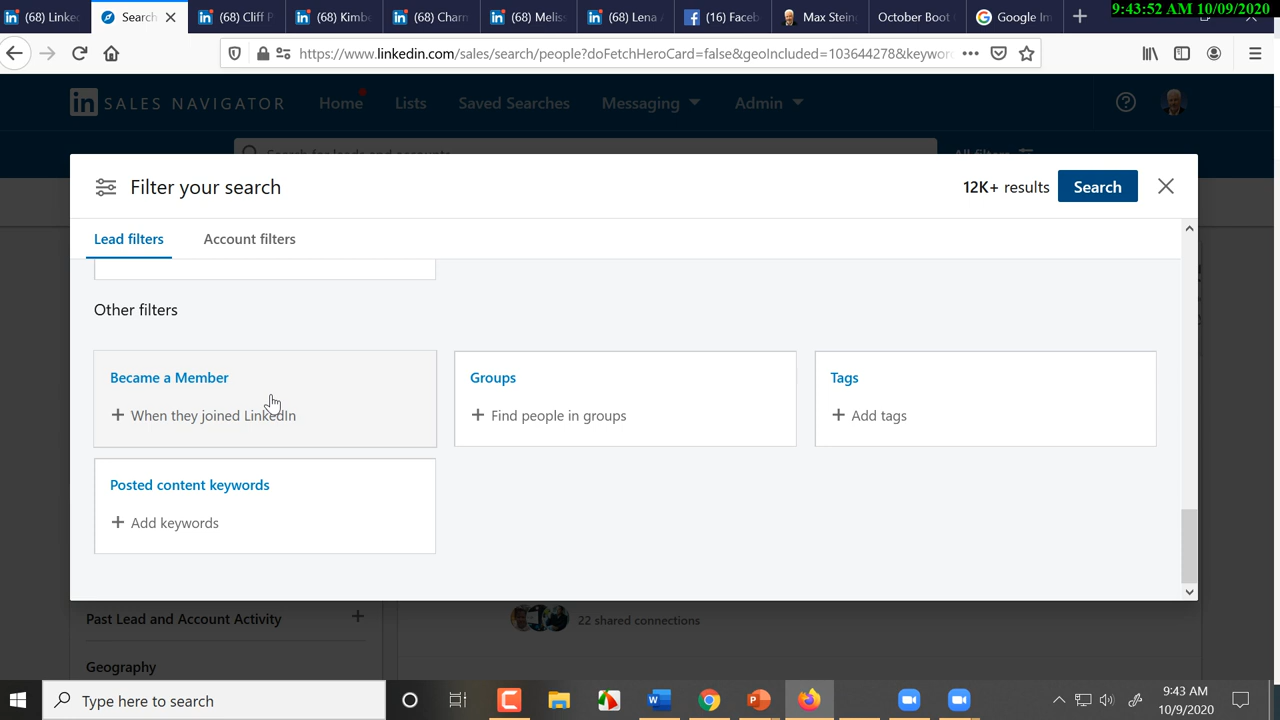 9:43:52 AM 10/09/2020
(68) Linke
Search
(68) Cliff P
(68) Kimbe
(68) Charm
(68) Meliss
(68) Lena A
(16) Faceb
Max Stein
October Boot
Google Im
https://www.linkedin.com/sales/search/people?doFetchHeroCard=false&geoIncluded=103644278&keywor
in SALES NAVIGATOR
Home
Lists
Saved Searches
Messaging
Admin
Search for leads and accounts
All filters
Filter your search
12K+ results
Search
Lead filters
Account filters
Other filters
Became a Member
Groups
Tags
+ When they joined LinkedIn
+ Find people in groups
+ Add tags
Posted content keywords
+ Add keywords
Past Lead and Account Activity +
22 shared connections
Geography
Type here to search
9:43 AM
10/9/2020